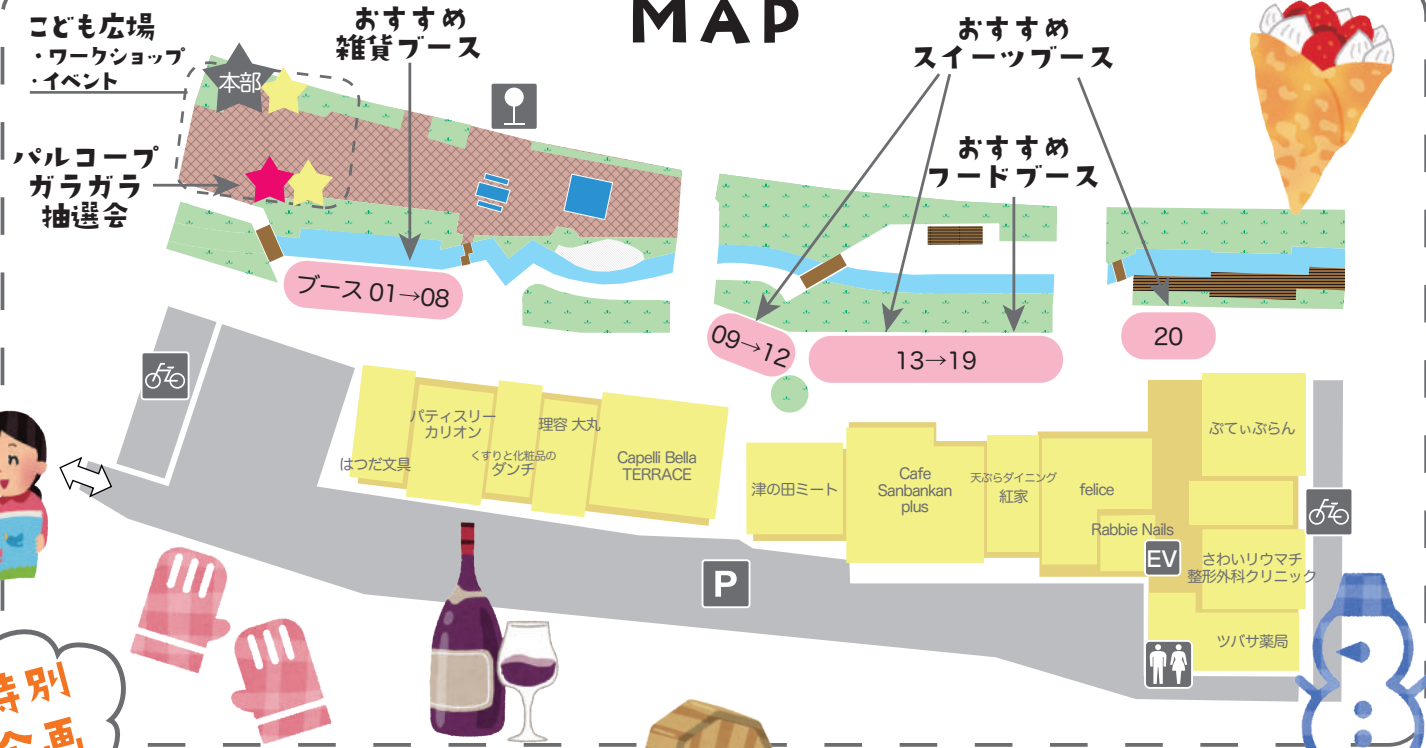 MAP
こども広場
・ワークショップ
・イベント
本部
おすすめ
雑貨ブース
おすすめ
スイーツブース
パルコープ
ガラガラ
抽選会
おすすめ
フードブース
ブース 01→08
09→12
13→19
20
はつだ文具
パティスリー
カリオン
くすりと化粧品の
ダンチ
理容 大丸
Capelli Bella
TERRACE
津の田ミート
Cafe
Sanbankan
plus
天ぷらダイニング
紅家
felice
Rabbie Nails
EV
ぷてぃぷらん
さわいリウマチ
整形外科クリニック
ツバサ薬局
P
特別
企画